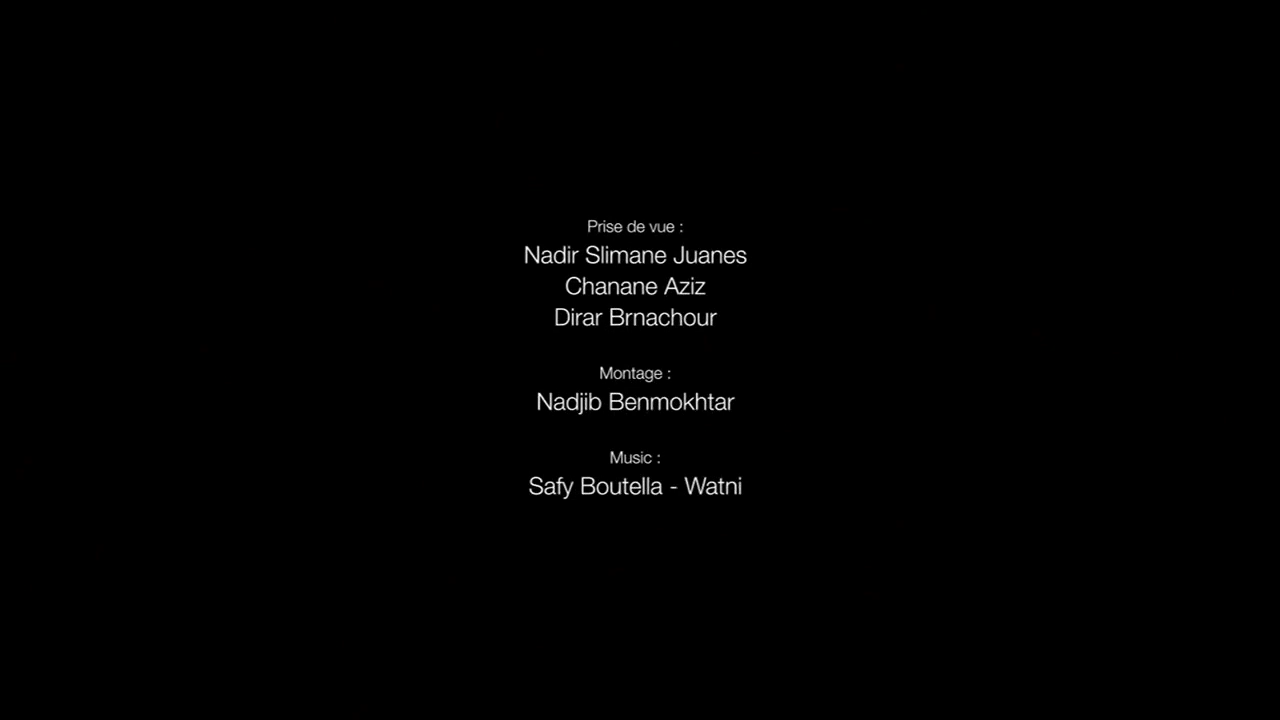 Prise de vue :
Nadir Slimane Juanes
Chanane Aziz
Dirar Brnachour
Montage :
Nadjib Benmokhtar
Music :
Safy Boutella - Watni